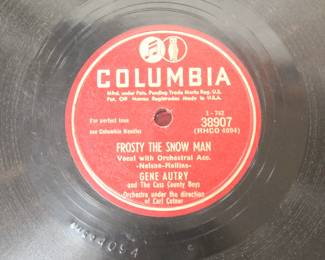 COLUMBIA
Mfd. under Pats. Pending Trade Marks Reg. U.S.
Pat. Off. Marcas Registradas Made in U.S.A.
For perfect tone
use Columbia Needles
1 - 742
38907
(RHCO 4094)
FROSTY THE SNOW MAN
Vocal with Orchestral Acc.
-Nelson-Rollins-
GENE AUTRY
and The Cass County Boys
Orchestra under the direction
of Carl Cotner
4094